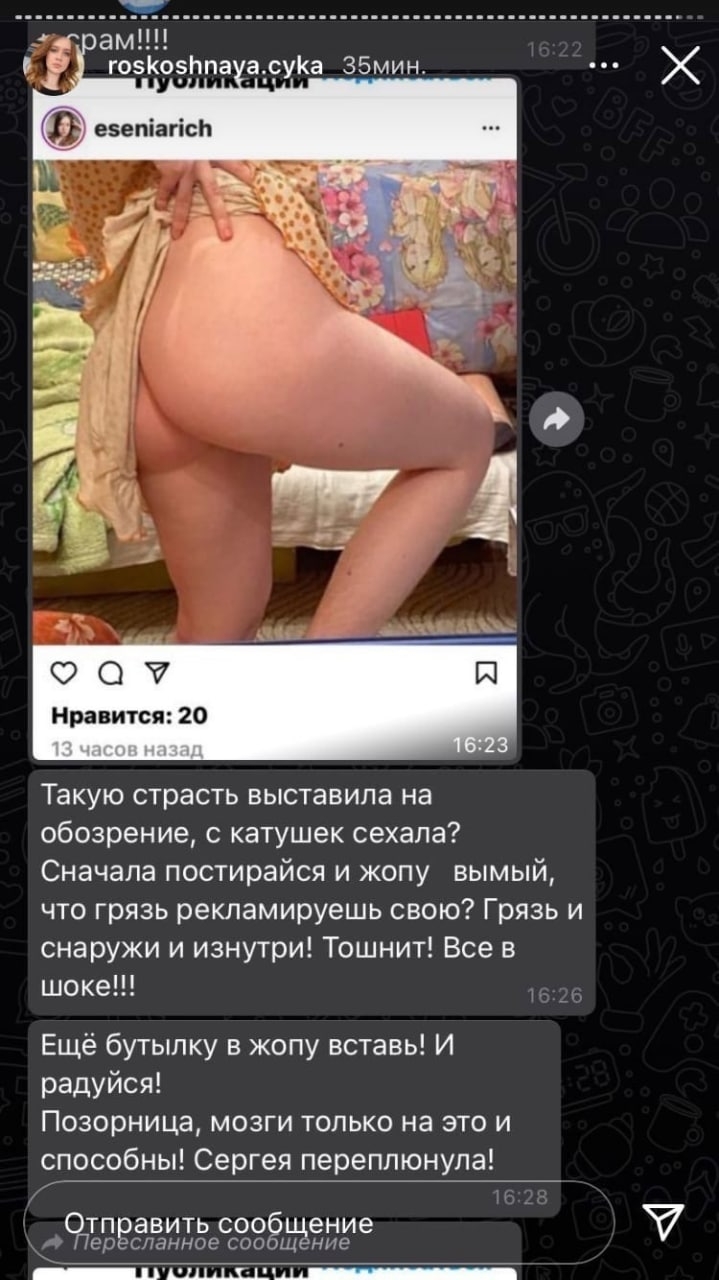 срам!!!!
16:22
roskoshnaya.cyka 35мин.
Публикации
eseniarich
Нравится: 20
13 часов назад
16:23
Такую страсть выставила на
обозрение, с катушек сехала?
Сначала постирайся и жопу вымый,
что грязь рекламируешь свою? Грязь и
снаружи и изнутри! Тошнит! Все в
шоке!!!
16:26
Ещё бутылку в жопу вставь! И
радуйся!
Позорница, мозги только на это и
способны! Сергея переплюнула!
16:28
Отправить сообщение
Пересланное сообщение
Публикации